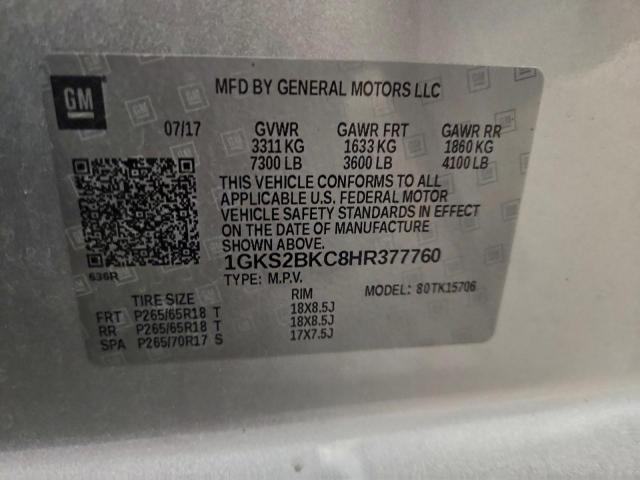 GM
MFD BY GENERAL MOTORS LLC
07/17 GVWR GAWR FRT GAWR RR
3311 KG 1633 KG 1860 KG
7300 LB 3600 LB 4100 LB
THIS VEHICLE CONFORMS TO ALL
APPLICABLE U.S. FEDERAL MOTOR
VEHICLE SAFETY STANDARDS IN EFFECT
ON THE DATE OF MANUFACTURE
SHOWN ABOVE.
1GKS2BKC8HR377760
636R
TYPE: M.P.V. MODEL: 80TK15706
TIRE SIZE RIM
FRT P265/65R18 T 18X8.5J
RR P265/65R18 T 18X8.5J
SPA P265/70R17 S 17X7.5J